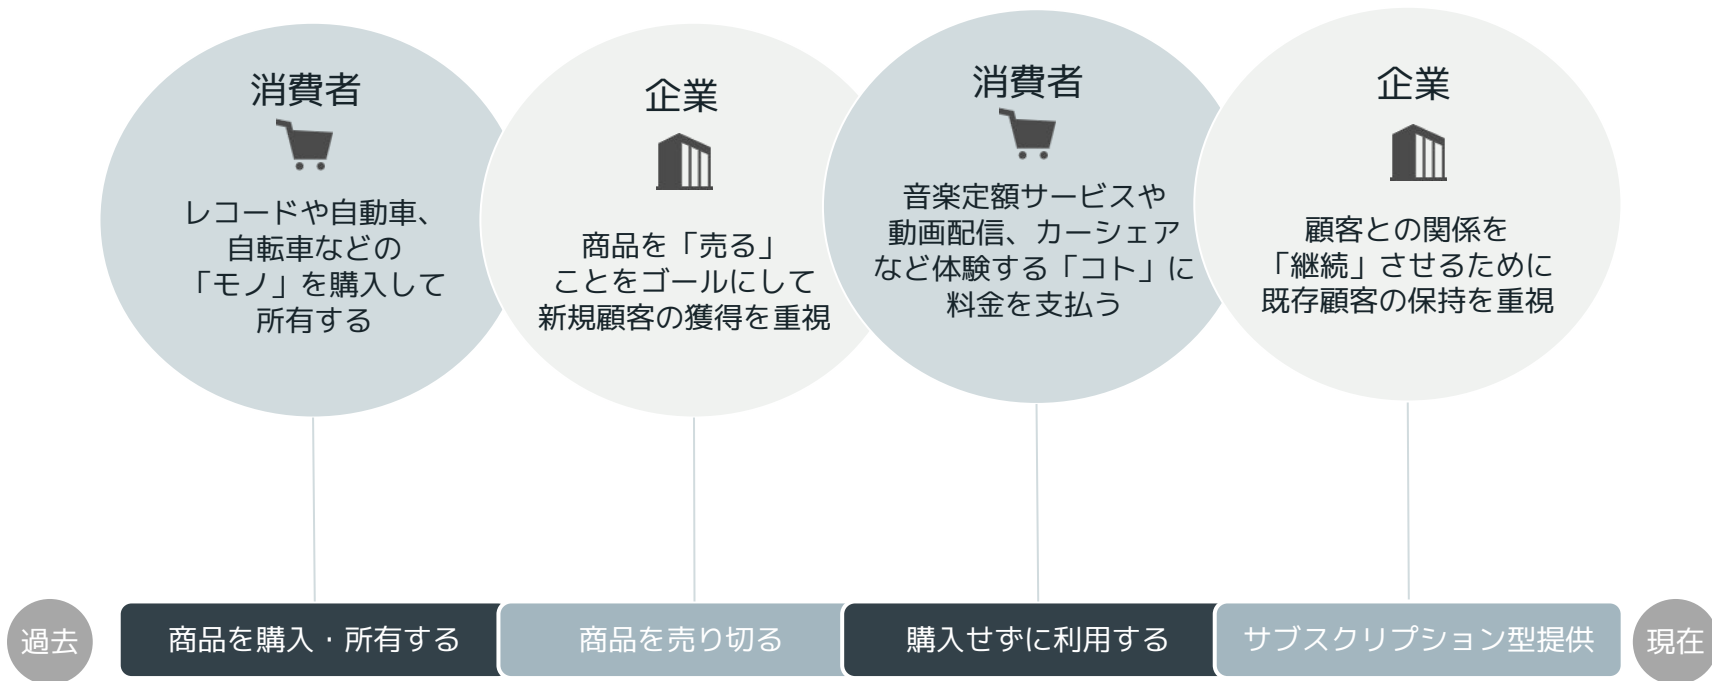 消費者
レコードや自動車、
自転車などの
「モノ」を購入して
所有する
企業
商品を「売る」
ことをゴールにして
新規顧客の獲得を重視
消費者
音楽定額サービスや
動画配信、カーシェア
など体験する「コト」に
料金を支払う
企業
顧客との関係を
「継続」させるために
既存顧客の保持を重視
過去
商品を購入・所有する
商品を売り切る
購入せずに利用する
サブスクリプション型提供
現在